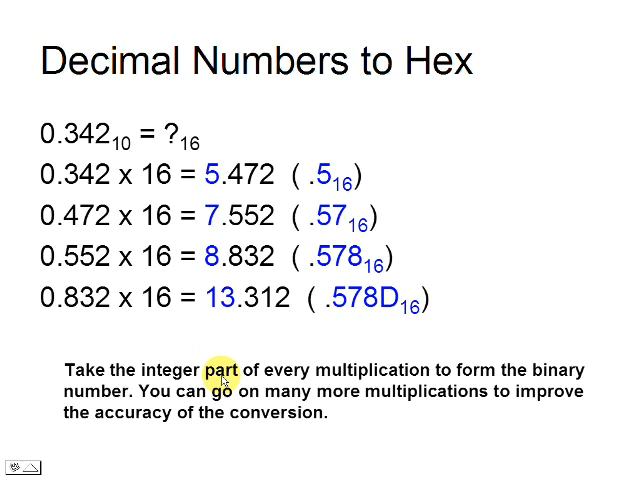 Decimal Numbers to Hex
0.342₁₀ = ?₁₆
0.342 x 16 = 5.472 ( .5₁₆)
0.472 x 16 = 7.552 ( .57₁₆)
0.552 x 16 = 8.832 ( .578₁₆)
0.832 x 16 = 13.312 ( .578D₁₆)
Take the integer part of every multiplication to form the binary
number. You can go on many more multiplications to improve
the accuracy of the conversion.